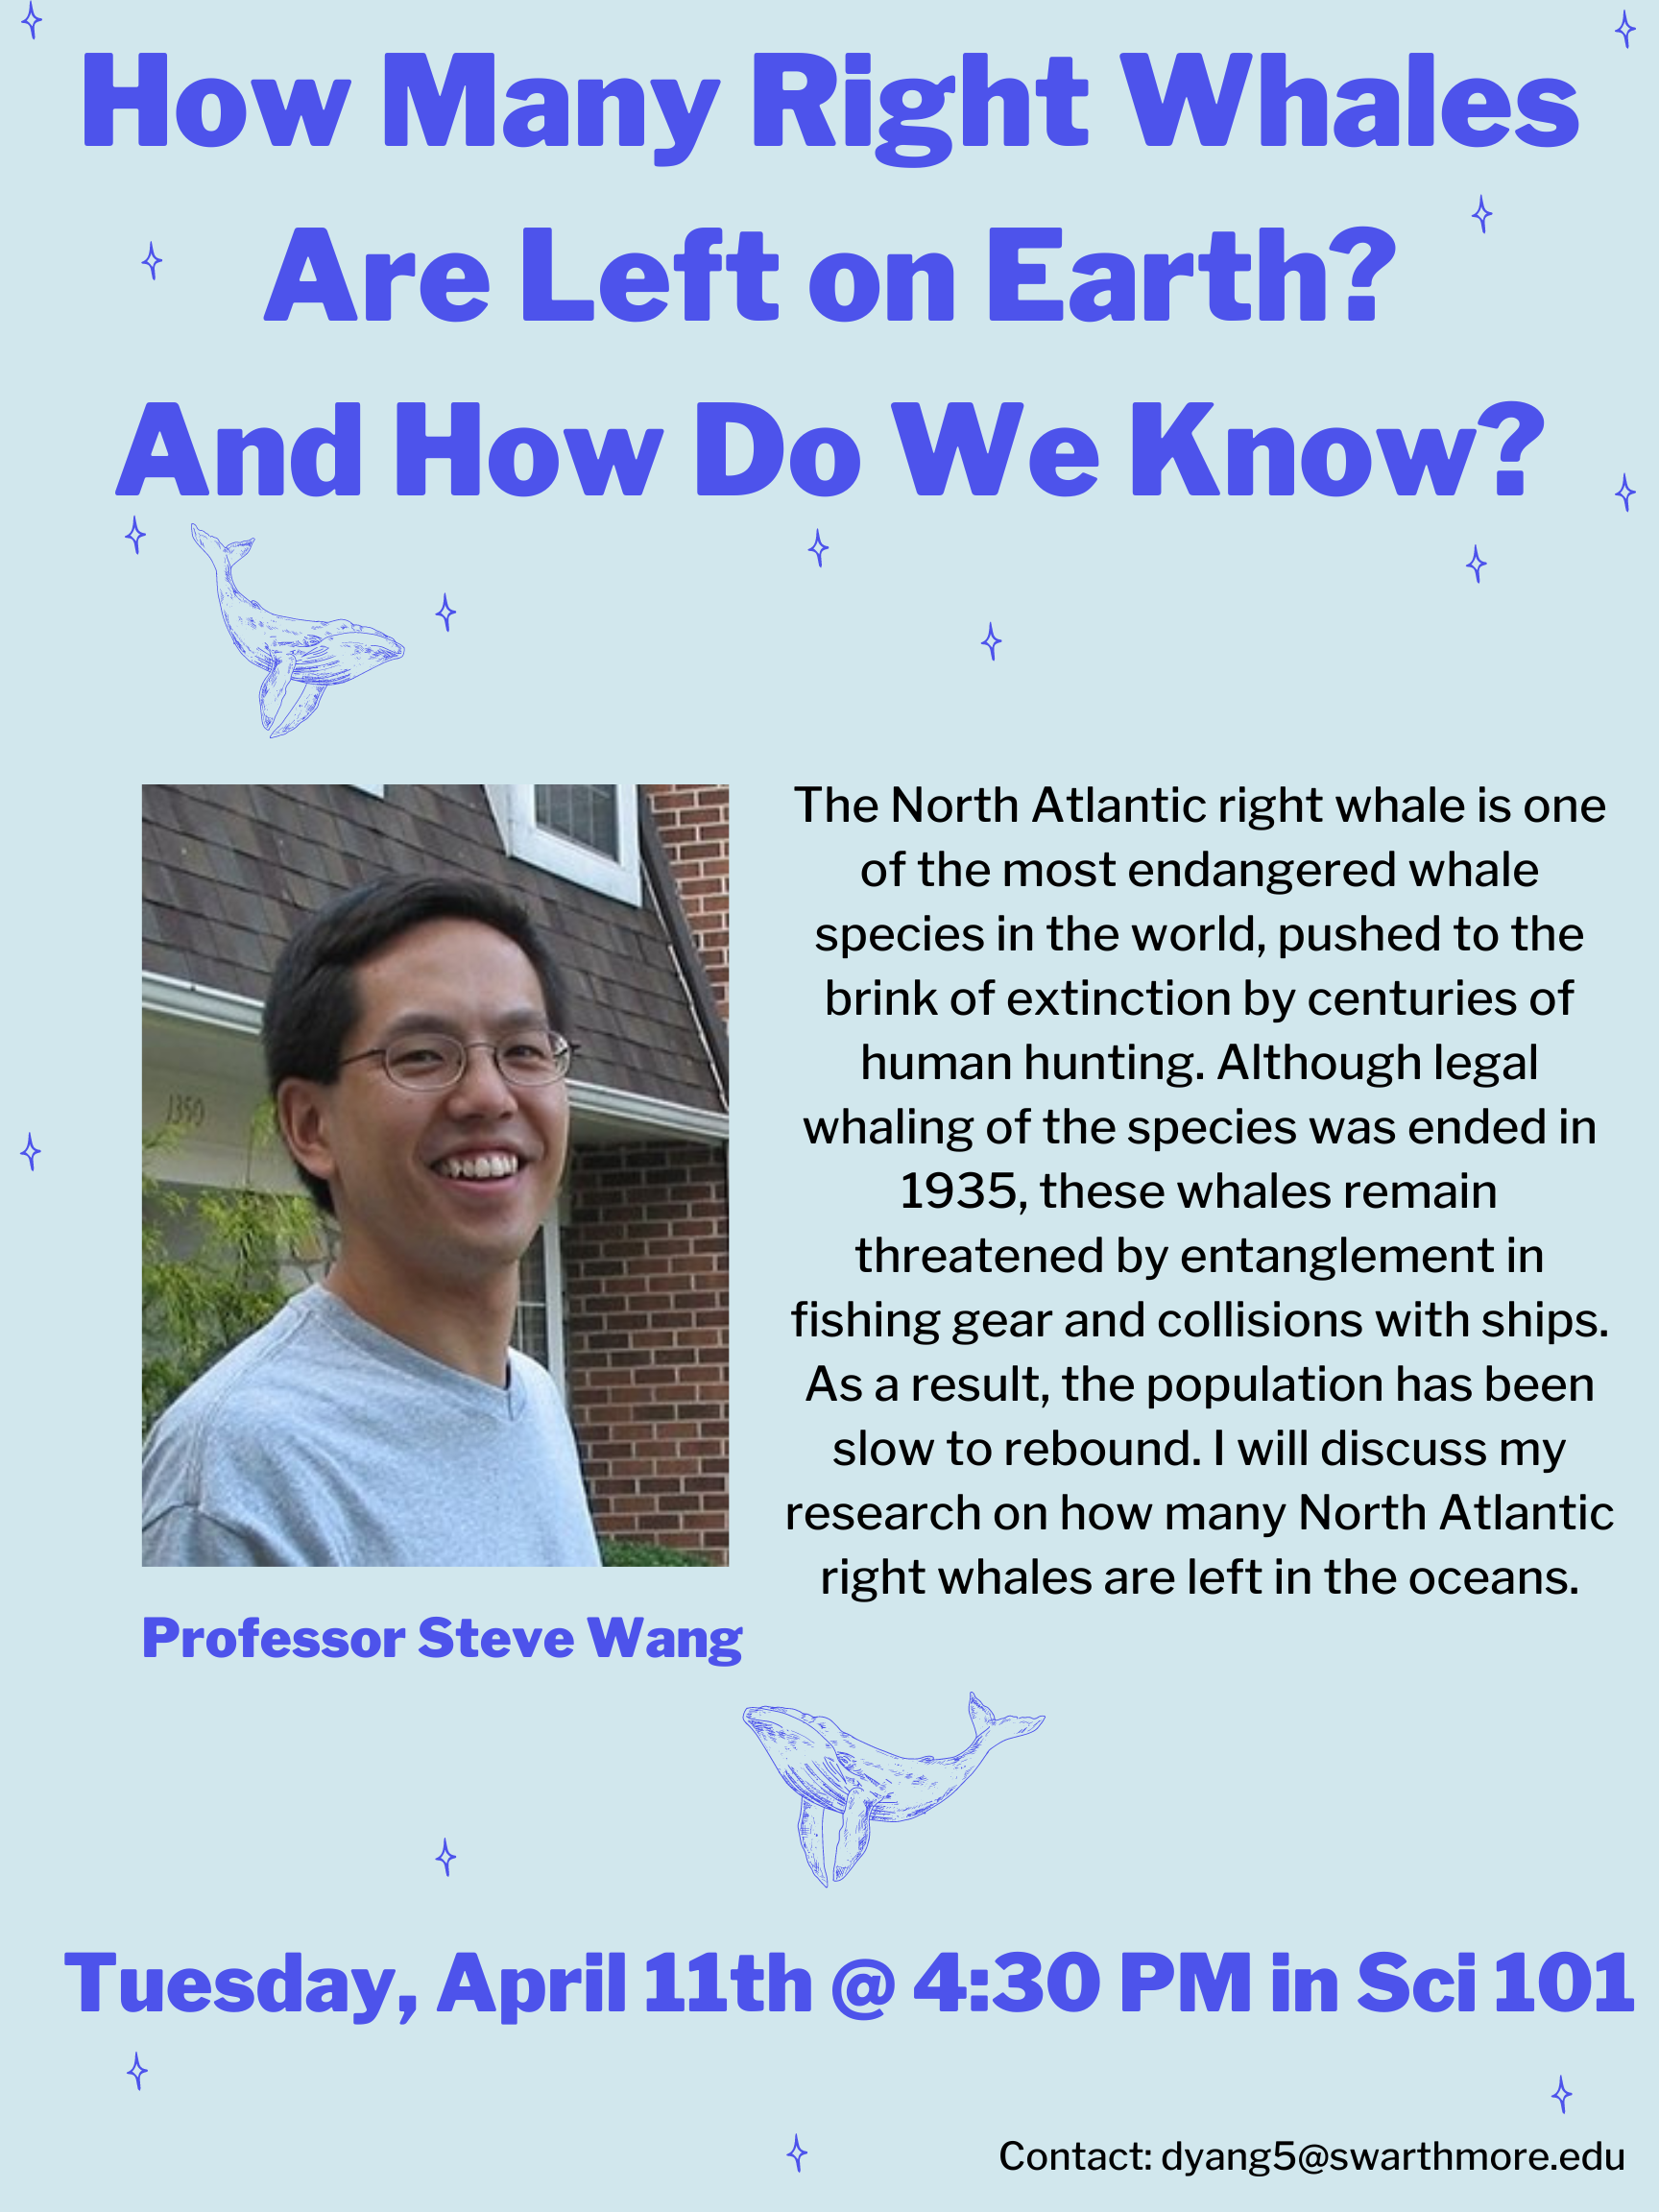 How Many Right Whales
Are Left on Earth?
And How Do We Know?
1350
The North Atlantic right whale is one
of the most endangered whale
species in the world, pushed to the
brink of extinction by centuries of
human hunting. Although legal
whaling of the species was ended in
1935, these whales remain
threatened by entanglement in
fishing gear and collisions with ships.
As a result, the population has been
slow to rebound. I will discuss my
research on how many North Atlantic
right whales are left in the oceans.
Professor Steve Wang
Tuesday, April 11th @ 4:30 PM in Sci 101
Contact: dyang5@swarthmore.edu